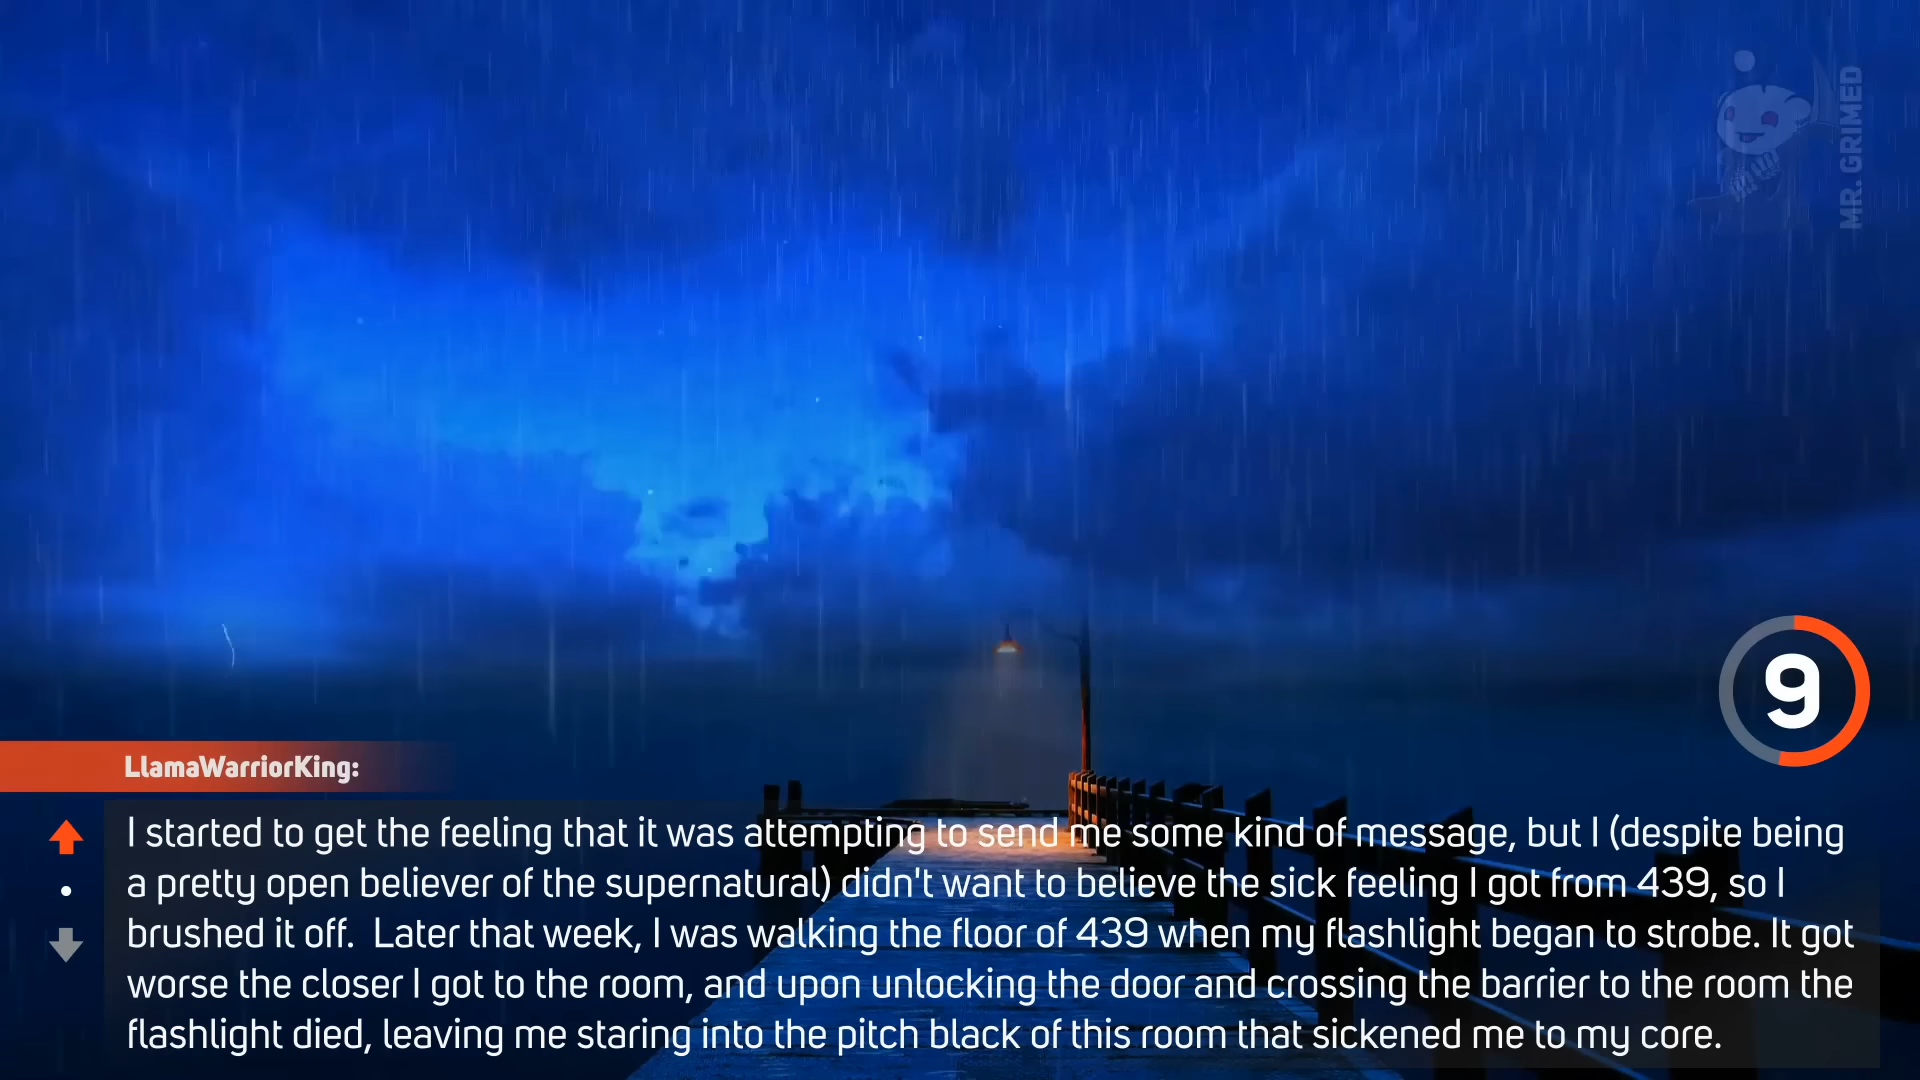 MR. GRIMED
9
LlamaWarriorKing:
I started to get the feeling that it was attempting to send me some kind of message, but I (despite being
a pretty open believer of the supernatural) didn't want to believe the sick feeling I got from 439, so I
brushed it off.  Later that week, I was walking the floor of 439 when my flashlight began to strobe. It got
worse the closer I got to the room, and upon unlocking the door and crossing the barrier to the room the
flashlight died, leaving me staring into the pitch black of this room that sickened me to my core.